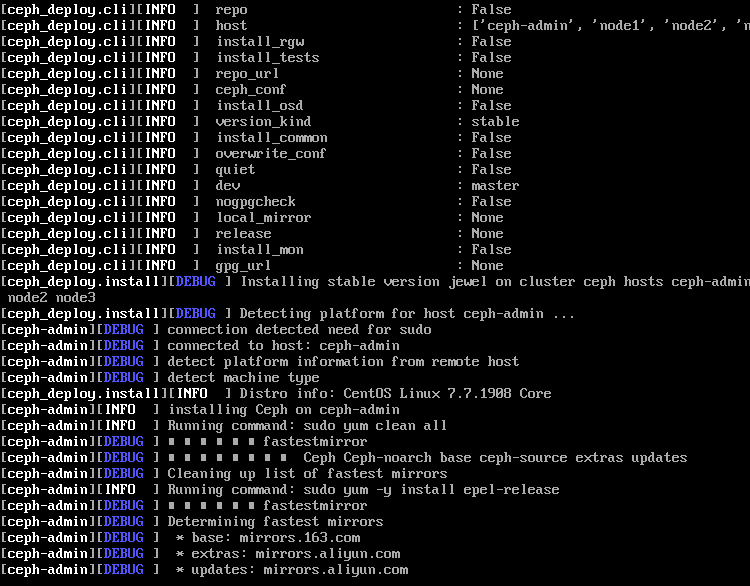 [ceph_deploy.cli][INFO  ]  repo                          : False
[ceph_deploy.cli][INFO  ]  host                          : ['ceph-admin', 'node1', 'node2', 'n
[ceph_deploy.cli][INFO  ]  install_rgw                   : False
[ceph_deploy.cli][INFO  ]  install_tests                 : False
[ceph_deploy.cli][INFO  ]  repo_url                      : None
[ceph_deploy.cli][INFO  ]  ceph_conf                     : None
[ceph_deploy.cli][INFO  ]  install_osd                   : False
[ceph_deploy.cli][INFO  ]  version_kind                  : stable
[ceph_deploy.cli][INFO  ]  install_common                : False
[ceph_deploy.cli][INFO  ]  overwrite_conf                : False
[ceph_deploy.cli][INFO  ]  quiet                         : False
[ceph_deploy.cli][INFO  ]  dev                           : master
[ceph_deploy.cli][INFO  ]  nogpgcheck                    : False
[ceph_deploy.cli][INFO  ]  local_mirror                  : None
[ceph_deploy.cli][INFO  ]  release                       : None
[ceph_deploy.cli][INFO  ]  install_mon                   : False
[ceph_deploy.cli][INFO  ]  gpg_url                       : None
[ceph_deploy.install][DEBUG ] Installing stable version jewel on cluster ceph hosts ceph-admin
 node2 node3
[ceph_deploy.install][DEBUG ] Detecting platform for host ceph-admin ...
[ceph-admin][DEBUG ] connection detected need for sudo
[ceph-admin][DEBUG ] connected to host: ceph-admin
[ceph-admin][DEBUG ] detect platform information from remote host
[ceph-admin][DEBUG ] detect machine type
[ceph_deploy.install][INFO  ] Distro info: CentOS Linux 7.7.1908 Core
[ceph-admin][INFO  ] installing Ceph on ceph-admin
[ceph-admin][INFO  ] Running command: sudo yum clean all
[ceph-admin][DEBUG ] ∎ ∎ ∎ ∎ ∎ ∎ fastestmirror
[ceph-admin][DEBUG ] ∎ ∎ ∎ ∎ ∎ ∎ ∎ ∎  Ceph Ceph-noarch base ceph-source extras updates
[ceph-admin][DEBUG ] Cleaning up list of fastest mirrors
[ceph-admin][INFO  ] Running command: sudo yum -y install epel-release
[ceph-admin][DEBUG ] ∎ ∎ ∎ ∎ ∎ ∎ fastestmirror
[ceph-admin][DEBUG ] Determining fastest mirrors
[ceph-admin][DEBUG ]  * base: mirrors.163.com
[ceph-admin][DEBUG ]  * extras: mirrors.aliyun.com
[ceph-admin][DEBUG ]  * updates: mirrors.aliyun.com